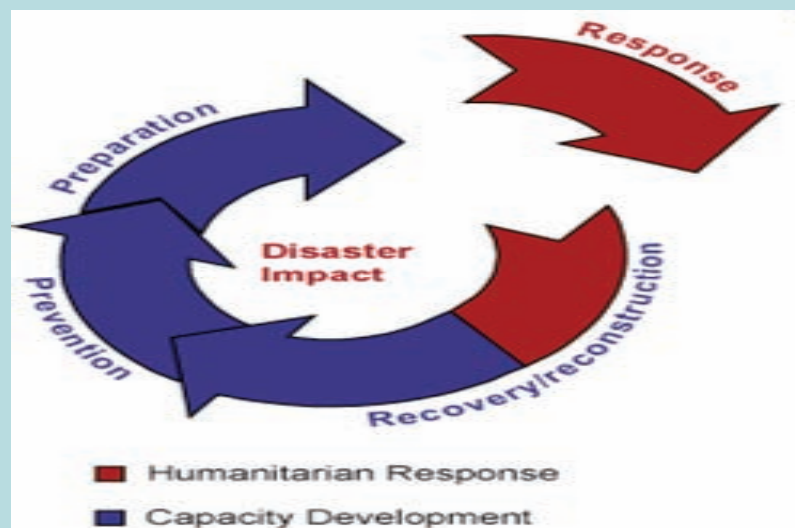 Response
Preparation
Disaster
Impact
Prevention
Recovery/reconstruction
Humanitarian Response
Capacity Development